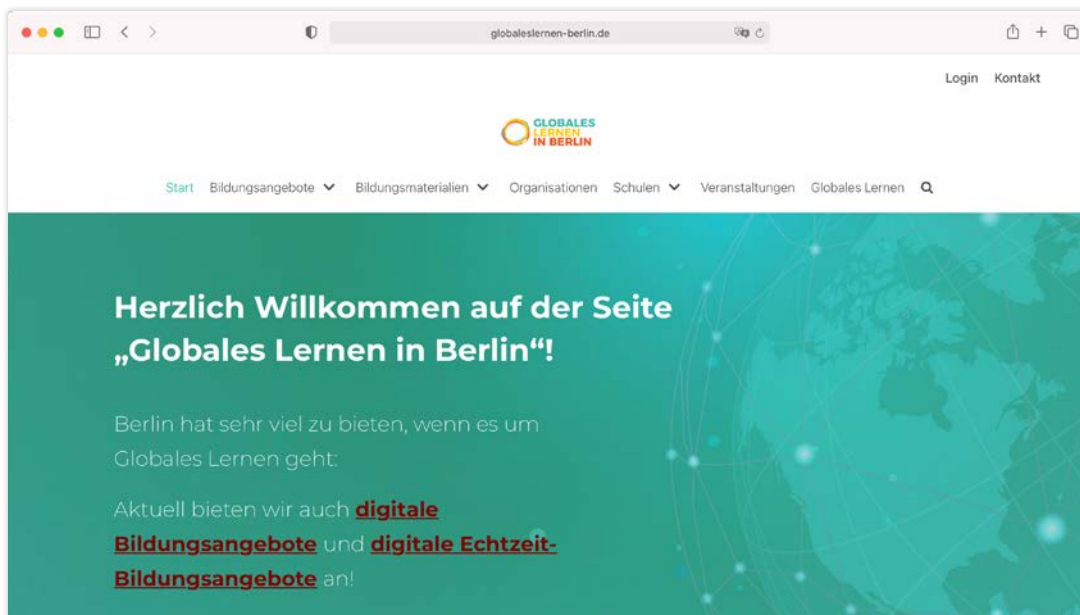 globaleslernen-berlin.de
Login Kontakt
GLOBALES
LERNEN
IN BERLIN
Start Bildungsangebote Bildungsmaterialien Organisationen Schulen Veranstaltungen Globales Lernen
Herzlich Willkommen auf der Seite
„Globales Lernen in Berlin“!
Berlin hat sehr viel zu bieten, wenn es um
Globales Lernen geht:
Aktuell bieten wir auch digitale
Bildungsangebote und digitale Echtzeit-
Bildungsangebote an!